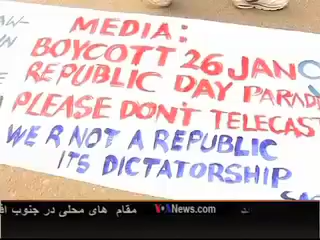 MEDIA:
BOYCOTT 26 JAN
REPUBLIC DAY PARAD
PLEASE DON'T TELECAST
WE R NOT A REPUBLIC
ITS DICTATORSHIP
مقام های محلی در جنوب
VOANews.com